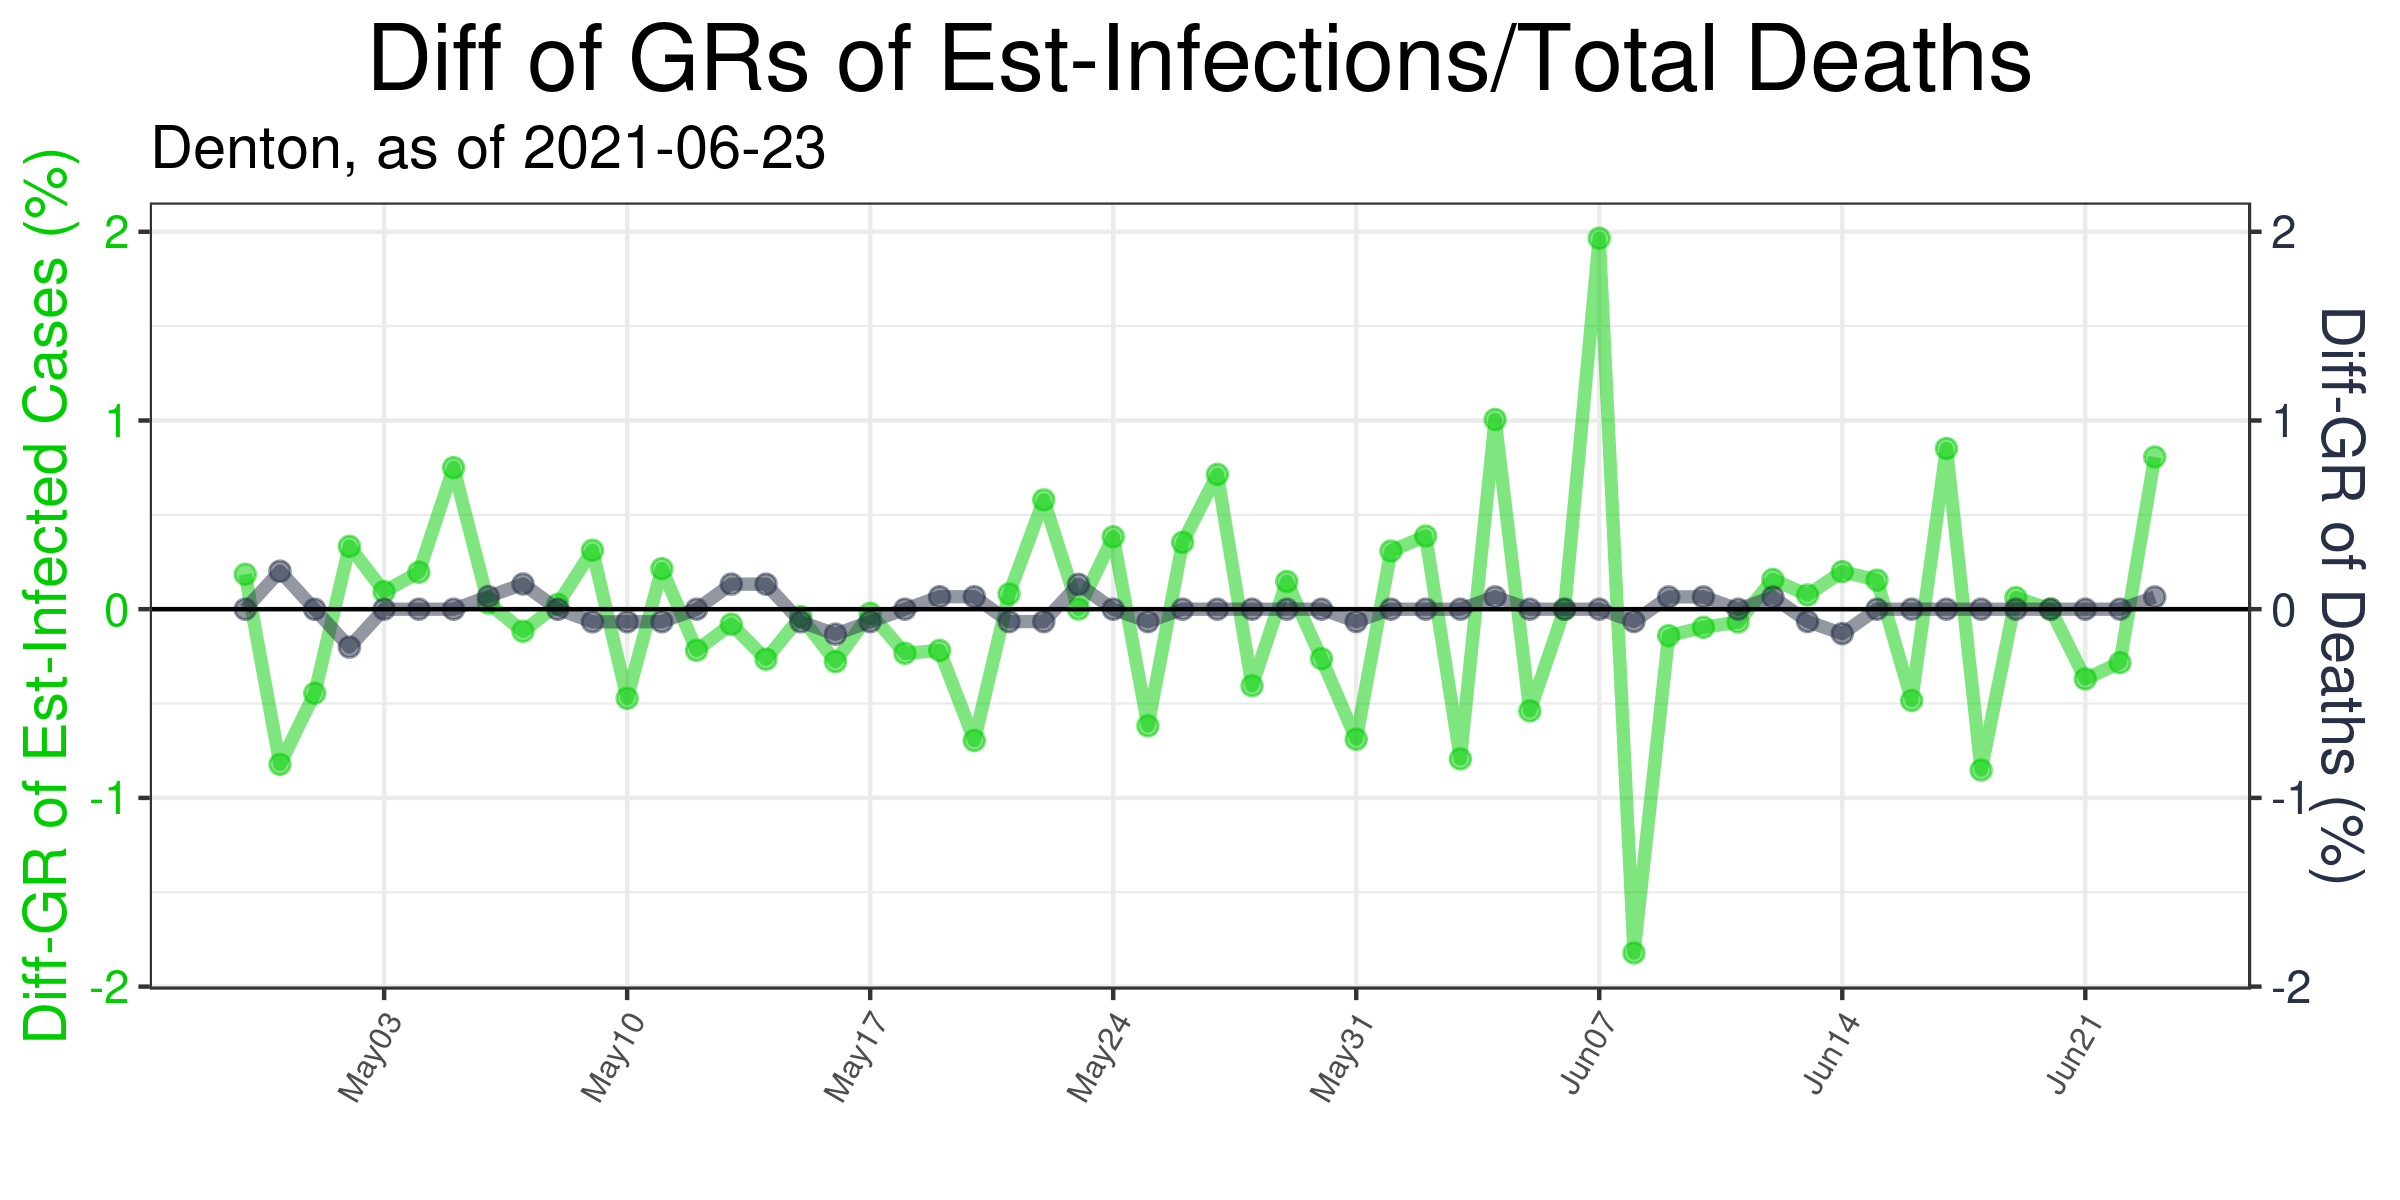 Diff of GRs of Est-Infections/Total Deaths
Denton, as of 2021-06-23
Diff-GR of Est-Infected Cases (%)
2
1
0
-1
-2
2
1
0
-1
-2
Diff-GR of Deaths (%)
May03
May10
May17
May24
May31
Jun07
Jun14
Jun21